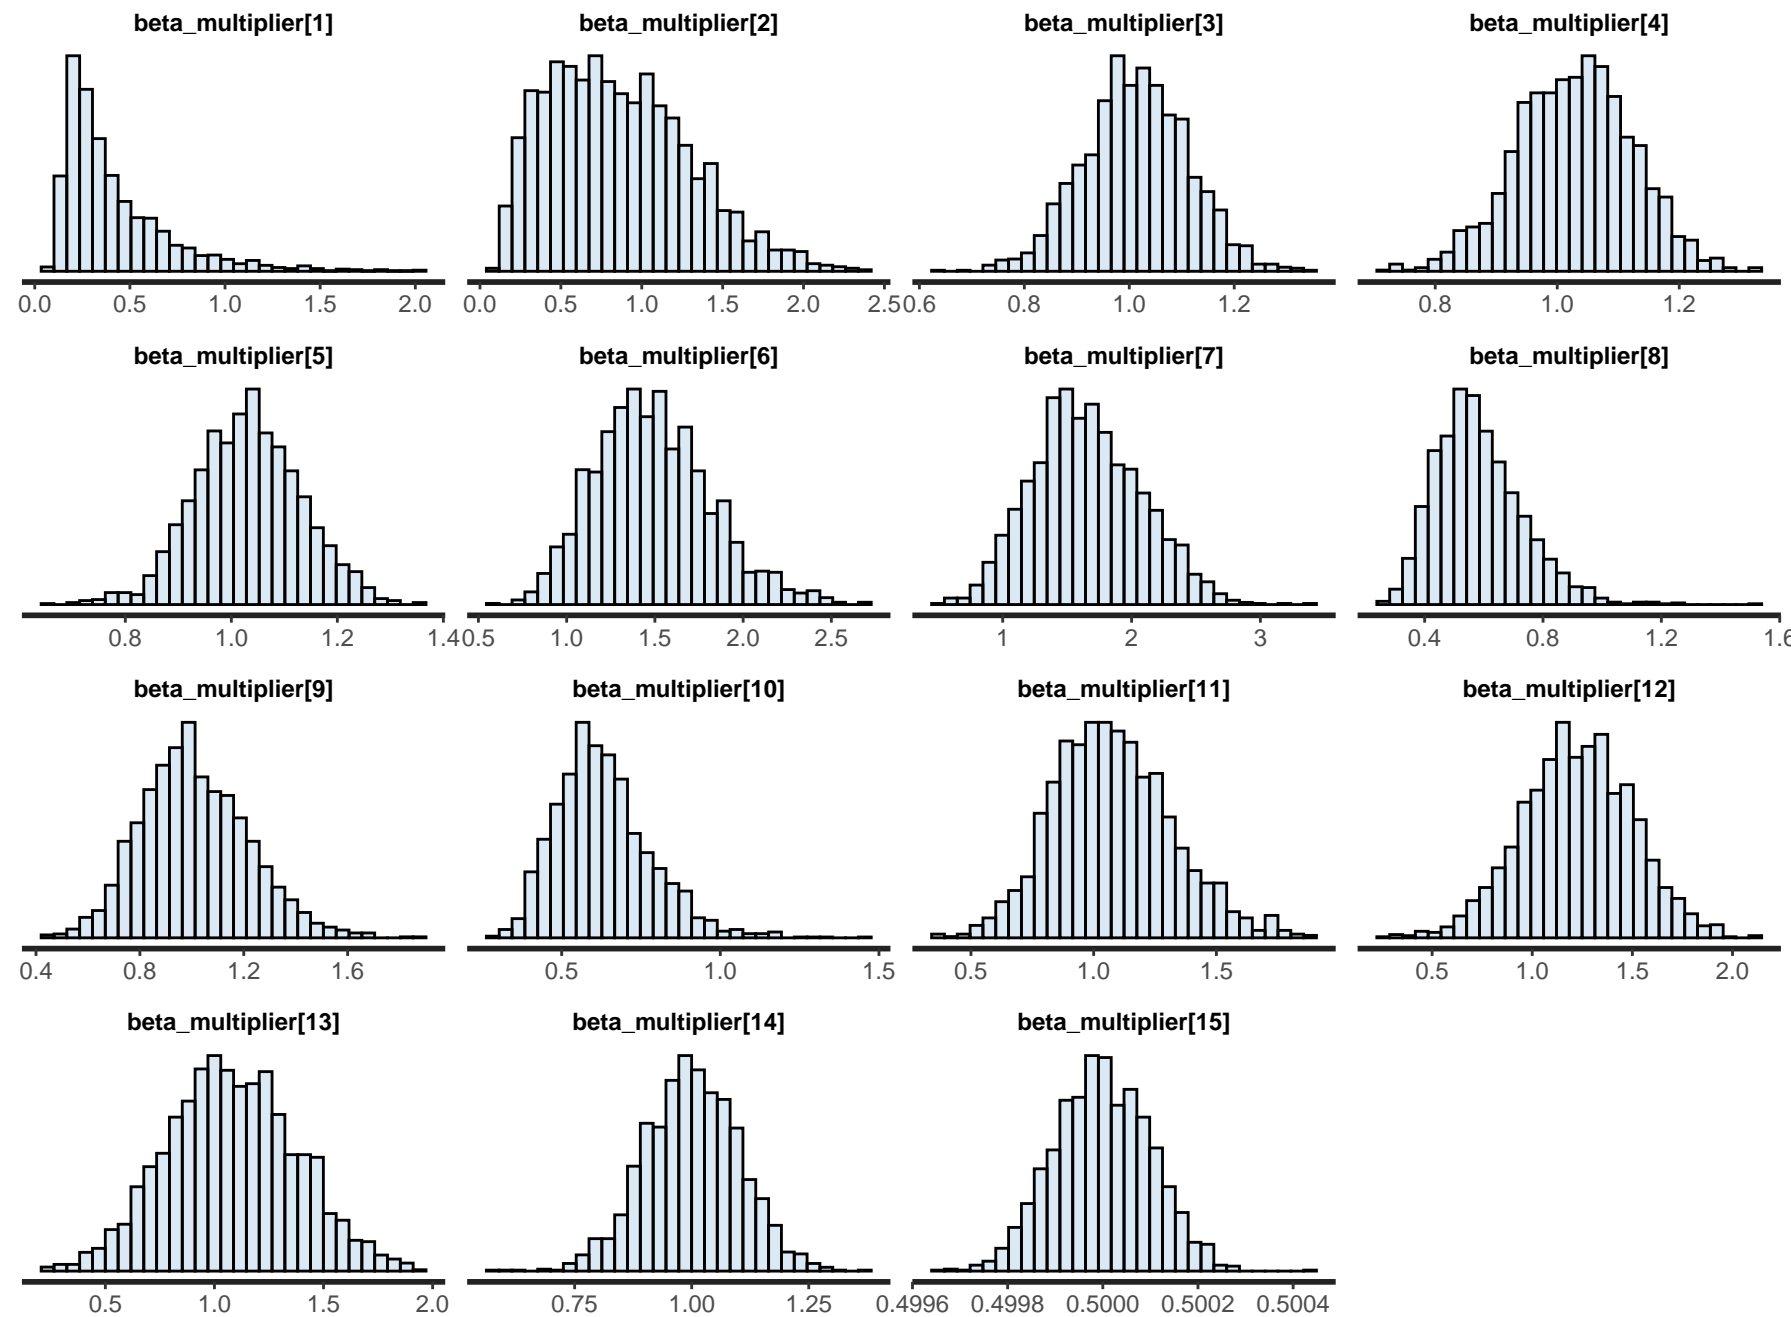 beta_multiplier[1] beta_multiplier[2] beta_multiplier[3] beta_multiplier[4]
0.0 0.5 1.0 1.5 2.0 0.0 0.5 1.0 1.5 2.0 2.5 0.6 0.8 1.0 1.2 0.8 1.0 1.2
beta_multiplier[5] beta_multiplier[6] beta_multiplier[7] beta_multiplier[8]
0.8 1.0 1.2 1.4 0.5 1.0 1.5 2.0 2.5 1 2 3 0.4 0.8 1.2 1.6
beta_multiplier[9] beta_multiplier[10] beta_multiplier[11] beta_multiplier[12]
0.4 0.8 1.2 1.6 0.5 1.0 1.5 0.5 1.0 1.5 0.5 1.0 1.5 2.0
beta_multiplier[13] beta_multiplier[14] beta_multiplier[15]
0.5 1.0 1.5 2.0 0.75 1.00 1.25 0.4996 0.4998 0.5000 0.5002 0.5004